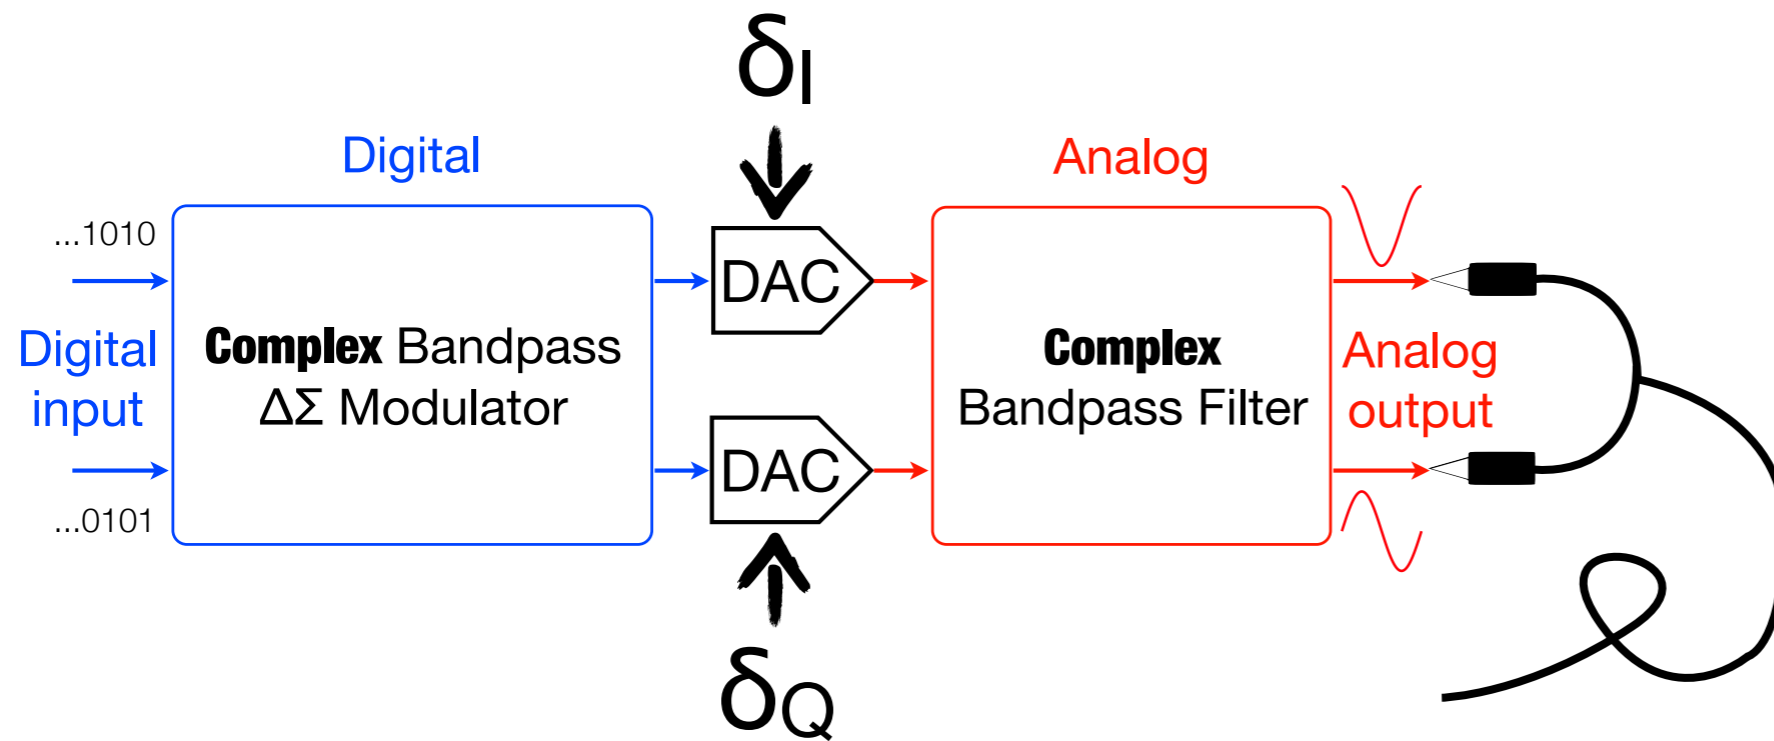 δI
Digital
Analog
...1010
DAC
Digital
input
Complex Bandpass
ΔΣ Modulator
Complex
Bandpass Filter
Analog
output
DAC
...0101
δQ